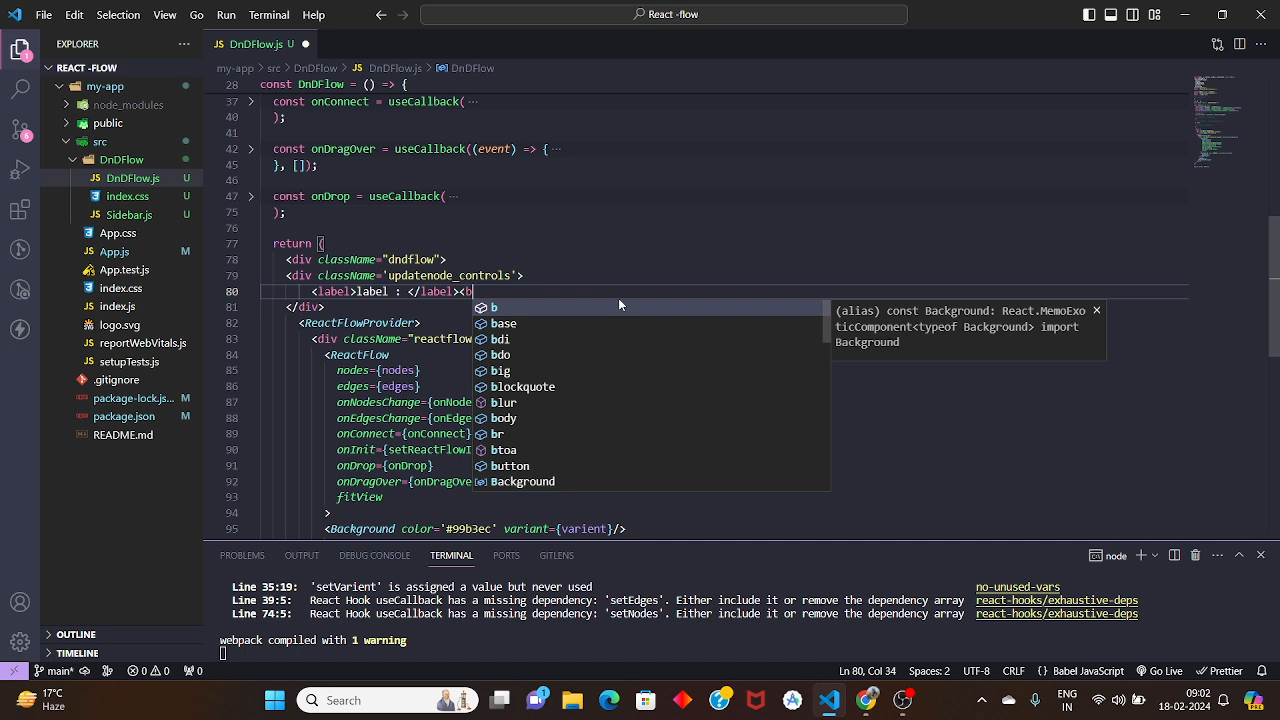 File Edit Selection View Go Run Terminal Help
React -flow
EXPLORER
REACT -FLOW
my-app
node_modules
public
src
DnDFlow
DnDFlow.js U
index.css U
Sidebar.js U
App.css
App.js M
App.test.js
index.css
index.js
logo.svg
reportWebVitals.js
setupTests.js
.gitignore
package-lock.js... M
package.json M
README.md
OUTLINE
TIMELINE
1
6
JS DnDFlow.js U
my-app > src > DnDFlow > JS DnDFlow.js > DnDFlow
28 const DnDFlow = () => {
37 const onConnect = useCallback( ...
40 );
41
42 const onDragOver = useCallback((event) => { ...
45 }, []);
46
47 const onDrop = useCallback( ...
75 );
76
77 return (
78 <div className="dndflow">
79 <div className='updatenode_controls'>
80 <label>label : </label><b
81 </div>
82 <ReactFlowProvider>
83 <div className="reactflow
84 <ReactFlow
85 nodes={nodes}
86 edges={edges}
87 onNodesChange={onNode
88 onEdgesChange={onEdge
89 onConnect={onConnect}
90 onInit={setReactFlowI
91 onDrop={onDrop}
92 onDragOver={onDragOve
93 fitView
94 >
95 <Background color='#99b3ec' variant={varient}/>
b
base
bdi
bdo
big
blockquote
blur
body
br
btoa
button
Background
(alias) const Background: React.MemoExo
ticComponent<typeof Background> import
Background
PROBLEMS OUTPUT DEBUG CONSOLE TERMINAL PORTS GITLENS
node
Line 35:19: 'setVarient' is assigned a value but never used no-unused-vars
Line 39:5: React Hook useCallback has a missing dependency: 'setEdges'. Either include it or remove the dependency array react-hooks/exhaustive-deps
Line 74:5: React Hook useCallback has a missing dependency: 'setNodes'. Either include it or remove the dependency array react-hooks/exhaustive-deps
webpack compiled with 1 warning
main* 0 0 0 Ln 80, Col 34 Spaces: 2 UTF-8 CRLF {} Babel JavaScript Go Live Prettier
17°C
Haze
Search
1
ENG
IN
09:02
18-02-2024